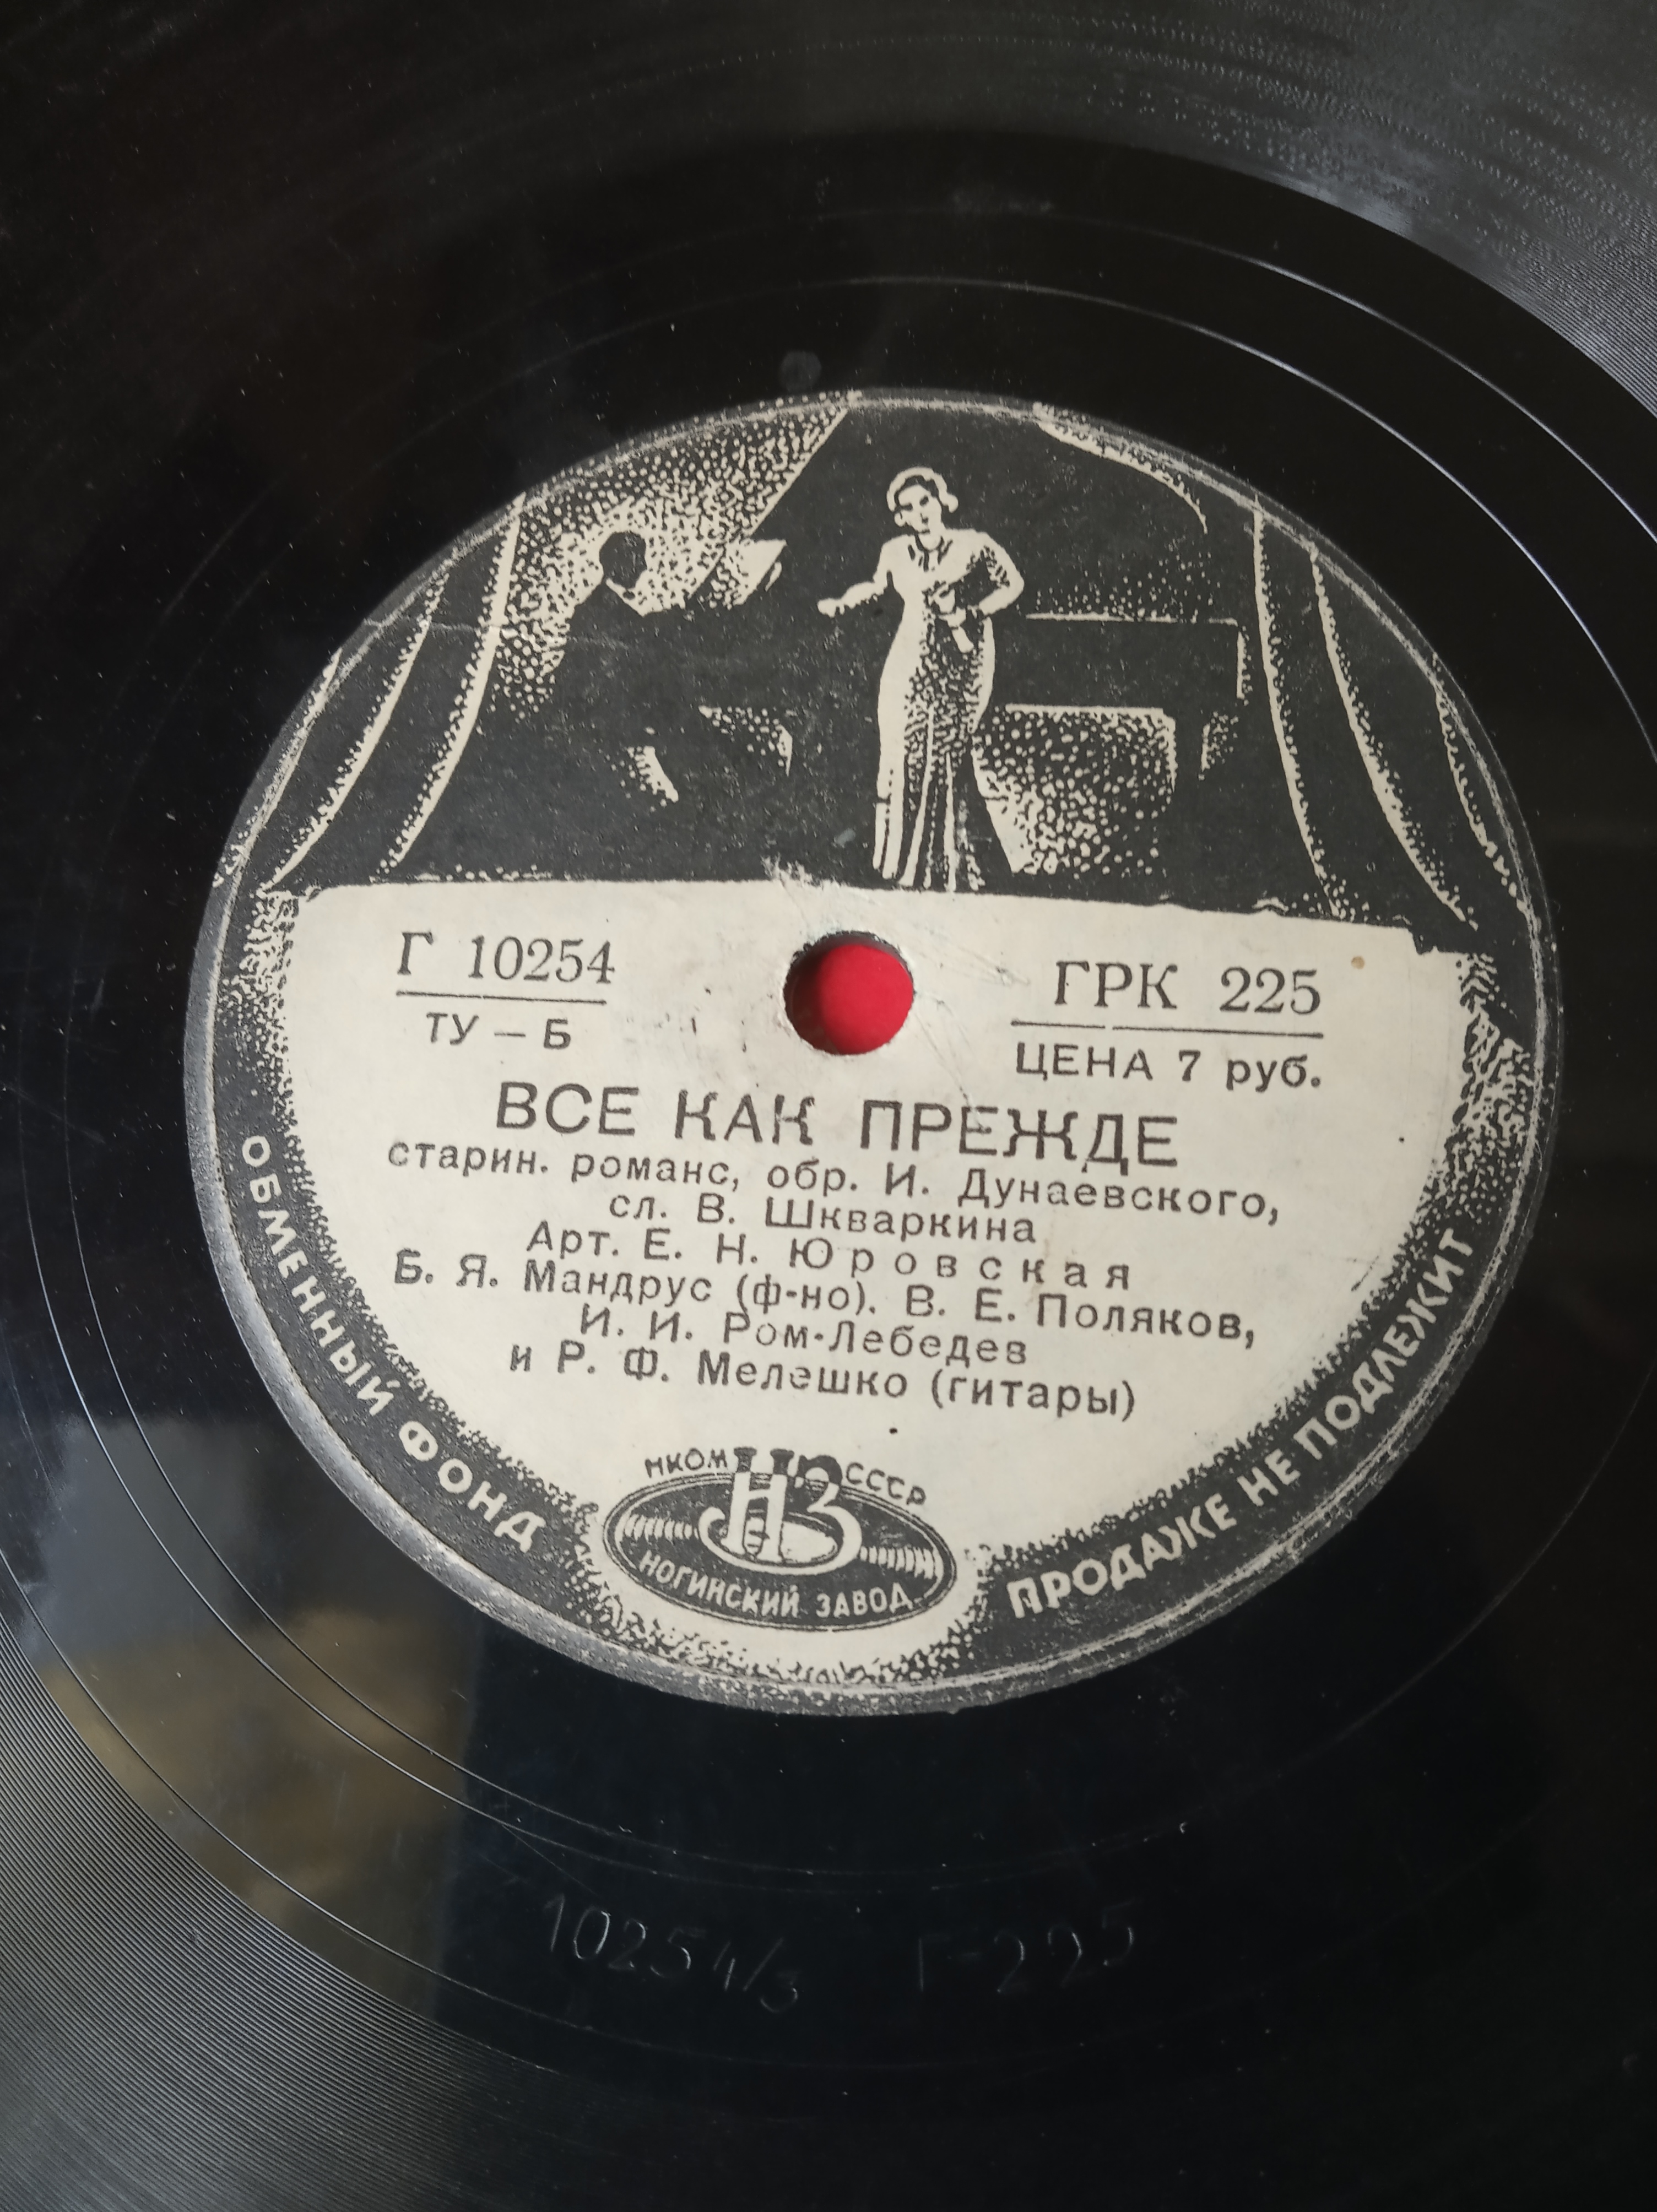 Г 10254
ТУ — Б
ГРК 225
ЦЕНА 7 руб.
ВСЕ КАК ПРЕЖДЕ
старин. романс, обр. И. Дунаевского,
сл. В. Шкваркина
Арт. Е. Н. Юровская
Б. Я. Мандрус (ф-но). В. Е. Поляков,
И. И. Ром-Лебедев
и Р. Ф. Мелешко (гитары)
ОБМЕННЫЙ ФОНД
ПРОДАЖЕ НЕ ПОДЛЕЖИТ
НКОМ СССР
НЗ
НОГИНСКИЙ ЗАВОД
10254/3 Г-225